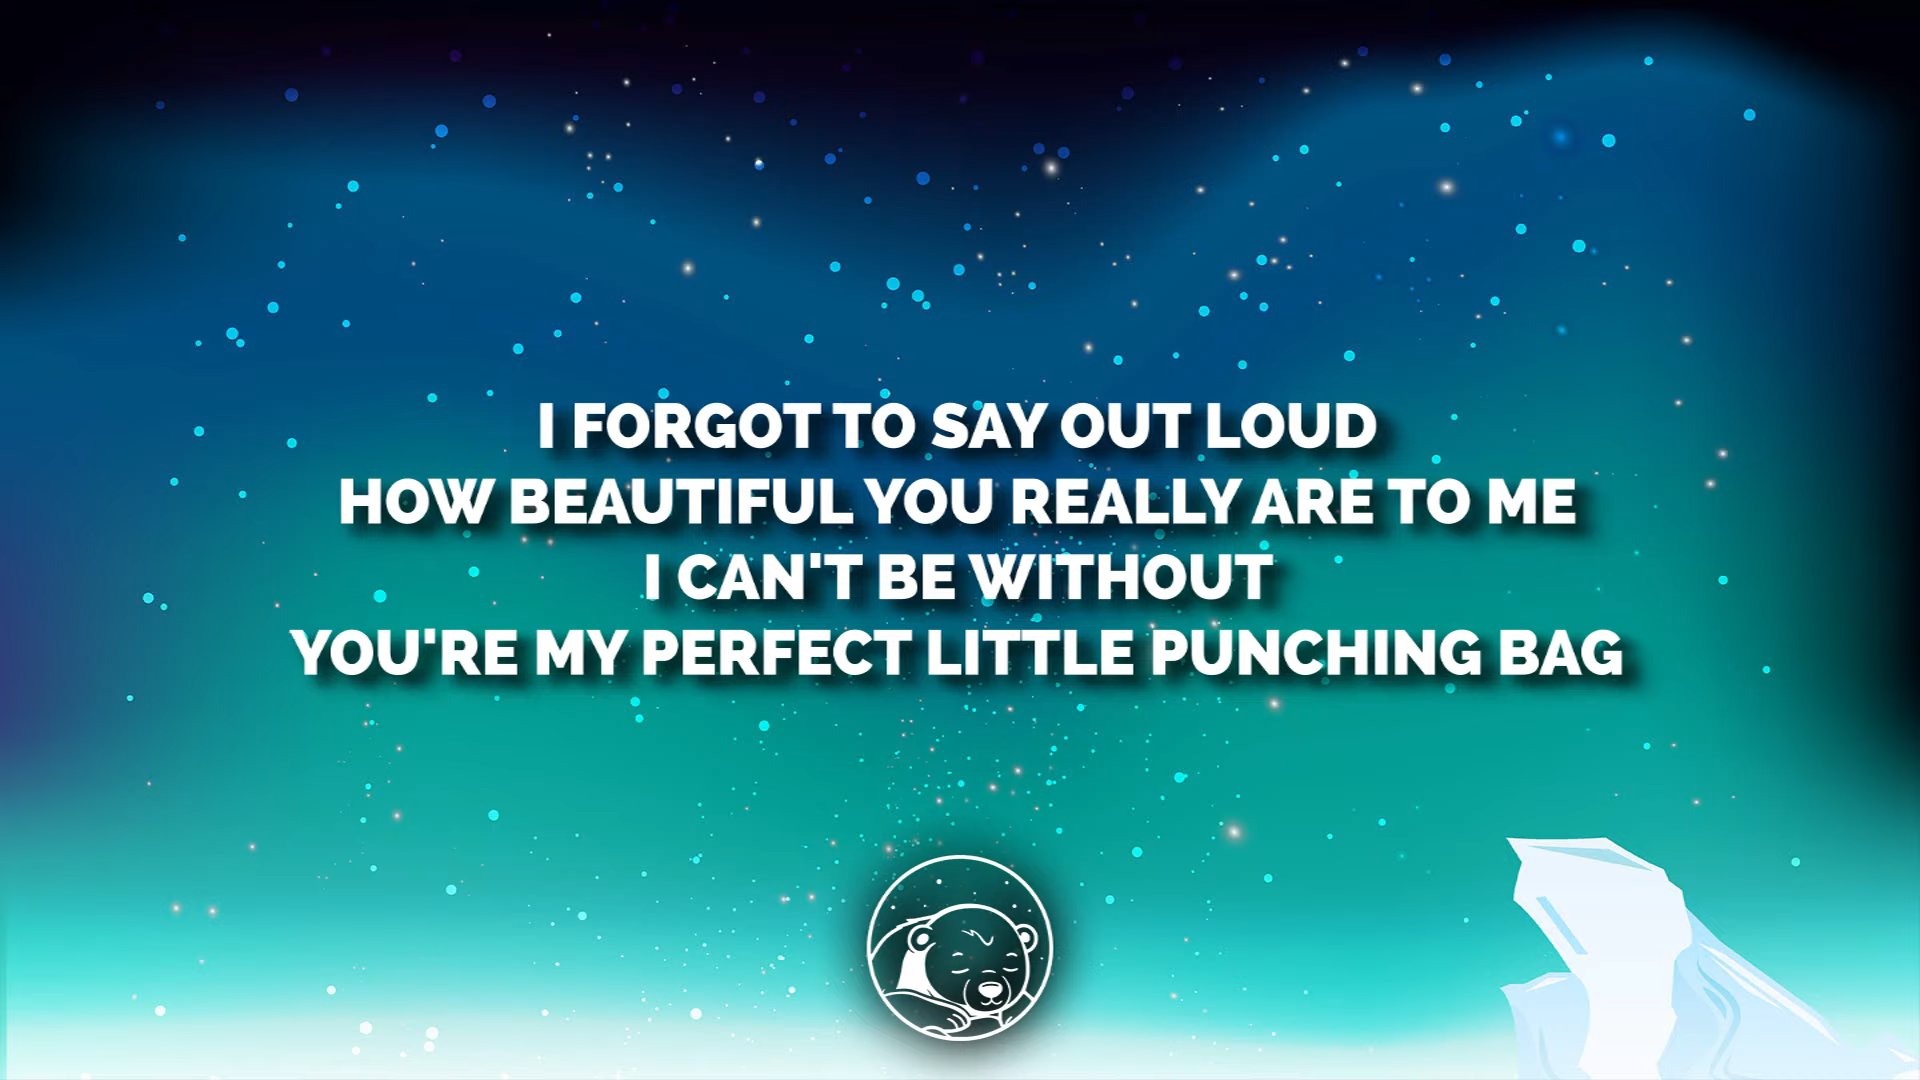 I FORGOT TO SAY OUT LOUD
HOW BEAUTIFUL YOU REALLY ARE TO ME
I CAN'T BE WITHOUT
YOU'RE MY PERFECT LITTLE PUNCHING BAG